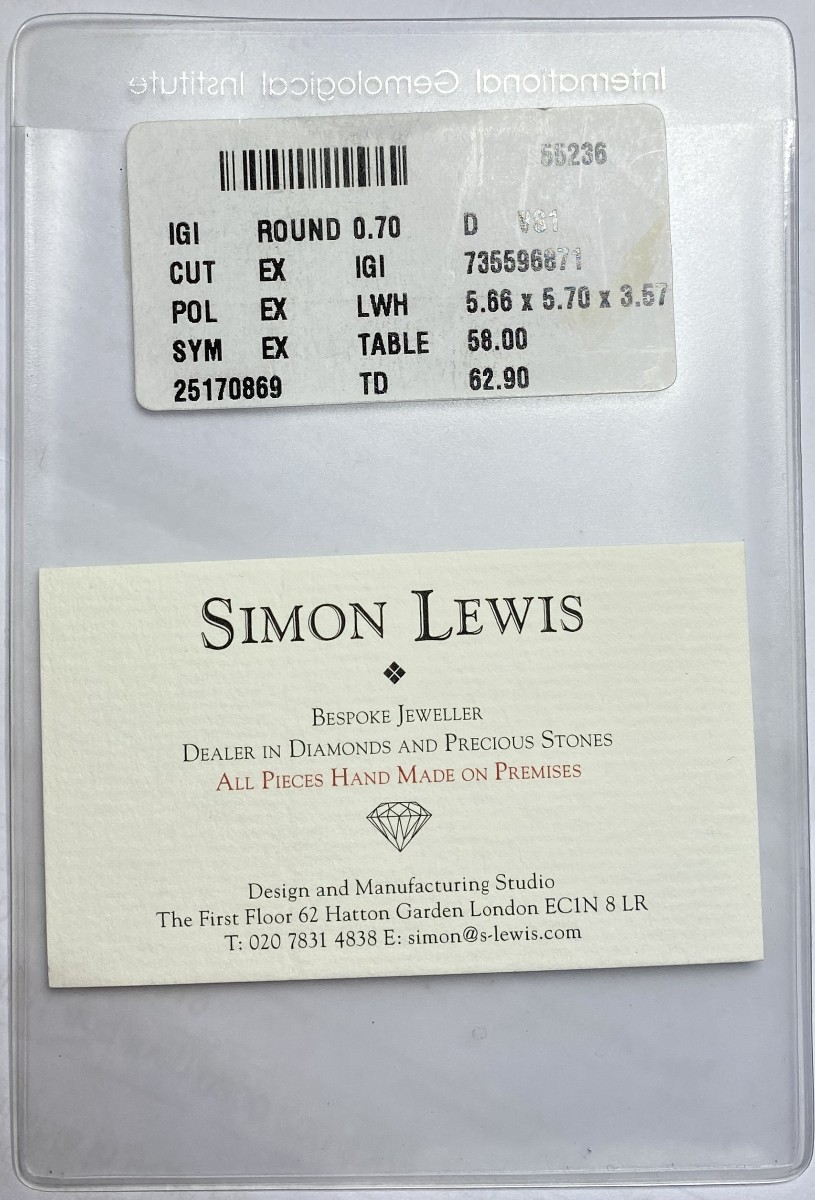 International Gemological Institute
55236
IGI ROUND 0.70 D VS1
CUT EX IGI 735596871
POL EX LWH 5.66 x 5.70 x 3.57
SYM EX TABLE 58.00
25170869 TD 62.90
SIMON LEWIS
BESPOKE JEWELLER
DEALER IN DIAMONDS AND PRECIOUS STONES
ALL PIECES HAND MADE ON PREMISES
Design and Manufacturing Studio
The First Floor 62 Hatton Garden London EC1N 8 LR
T: 020 7831 4838 E: simon@s-lewis.com